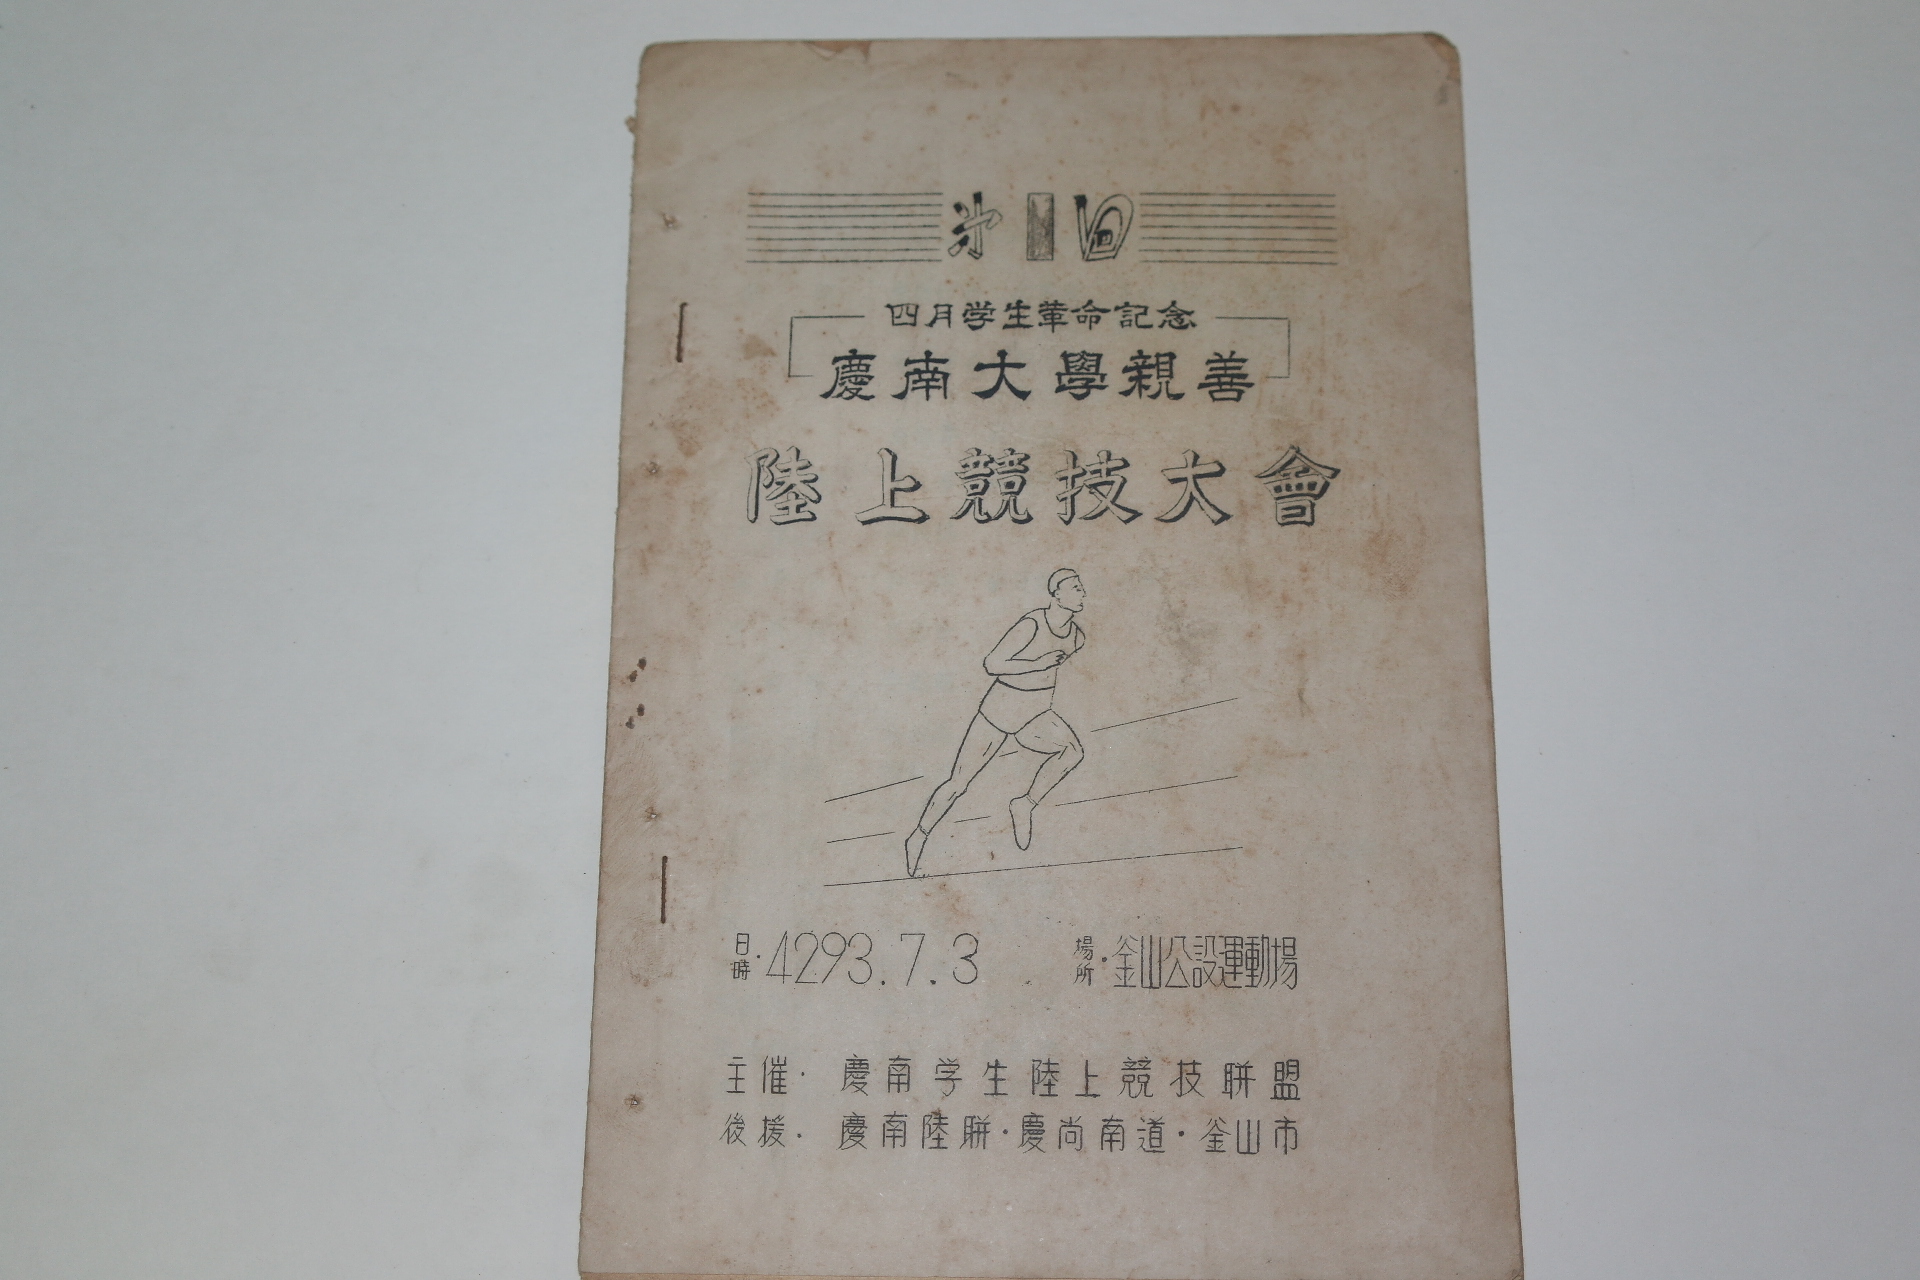 第1回
四月学生革命記念
慶南大學親善
陸上競技大會
日時・4293.7.3 場所・釜山公設運動場
主催・慶南学生陸上競技聯盟
後援・慶南陸聯・慶尚南道・釜山市